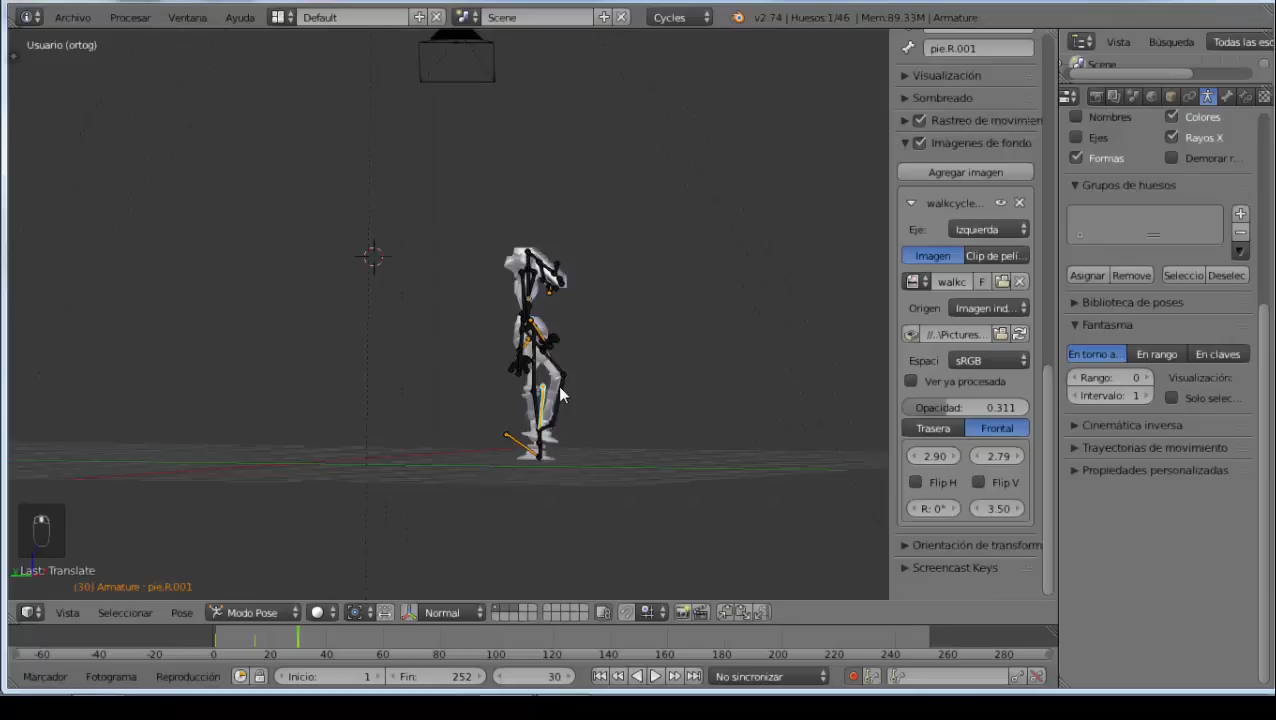 Archivo Procesar Ventana Ayuda Default Scene Cycles v2.74 | Huesos:1/46 | Mem:89.33M | Armature
Usuario (ortog)
pie.R.001
Visualización
Sombreado
Rastreo de movimien
Imágenes de fondo
Agregar imagen
walkcycle...
Eje: Izquierda
Imagen Clip de pelí...
walkc F
Origen Imagen ind...
//..\Pictures...
Espaci sRGB
Ver ya procesada
Opacidad: 0.311
Trasera Frontal
2.90 2.79
Flip H Flip V
R: 0° 3.50
Orientación de transform
Screencast Keys
Vista Búsqueda Todas las esc
Scene
Nombres Colores
Ejes Rayos X
Formas Demorar r...
Grupos de huesos
Asignar Remove Seleccio Deselec
Biblioteca de poses
Fantasma
En torno a... En rango En claves
Rango: 0 Visualización:
Intervalo: 1 Solo selec...
Cinemática inversa
Trayectorias de movimiento
Propiedades personalizadas
Last: Translate
(30) Armature : pie.R.001
Vista Seleccionar Pose Modo Pose Normal
-60 -40 -20 0 20 40 60 80 100 120 140 160 180 200 220 240 260 280
Marcador Fotograma Reproducción Inicio: 1 Fin: 252 30 No sincronizar